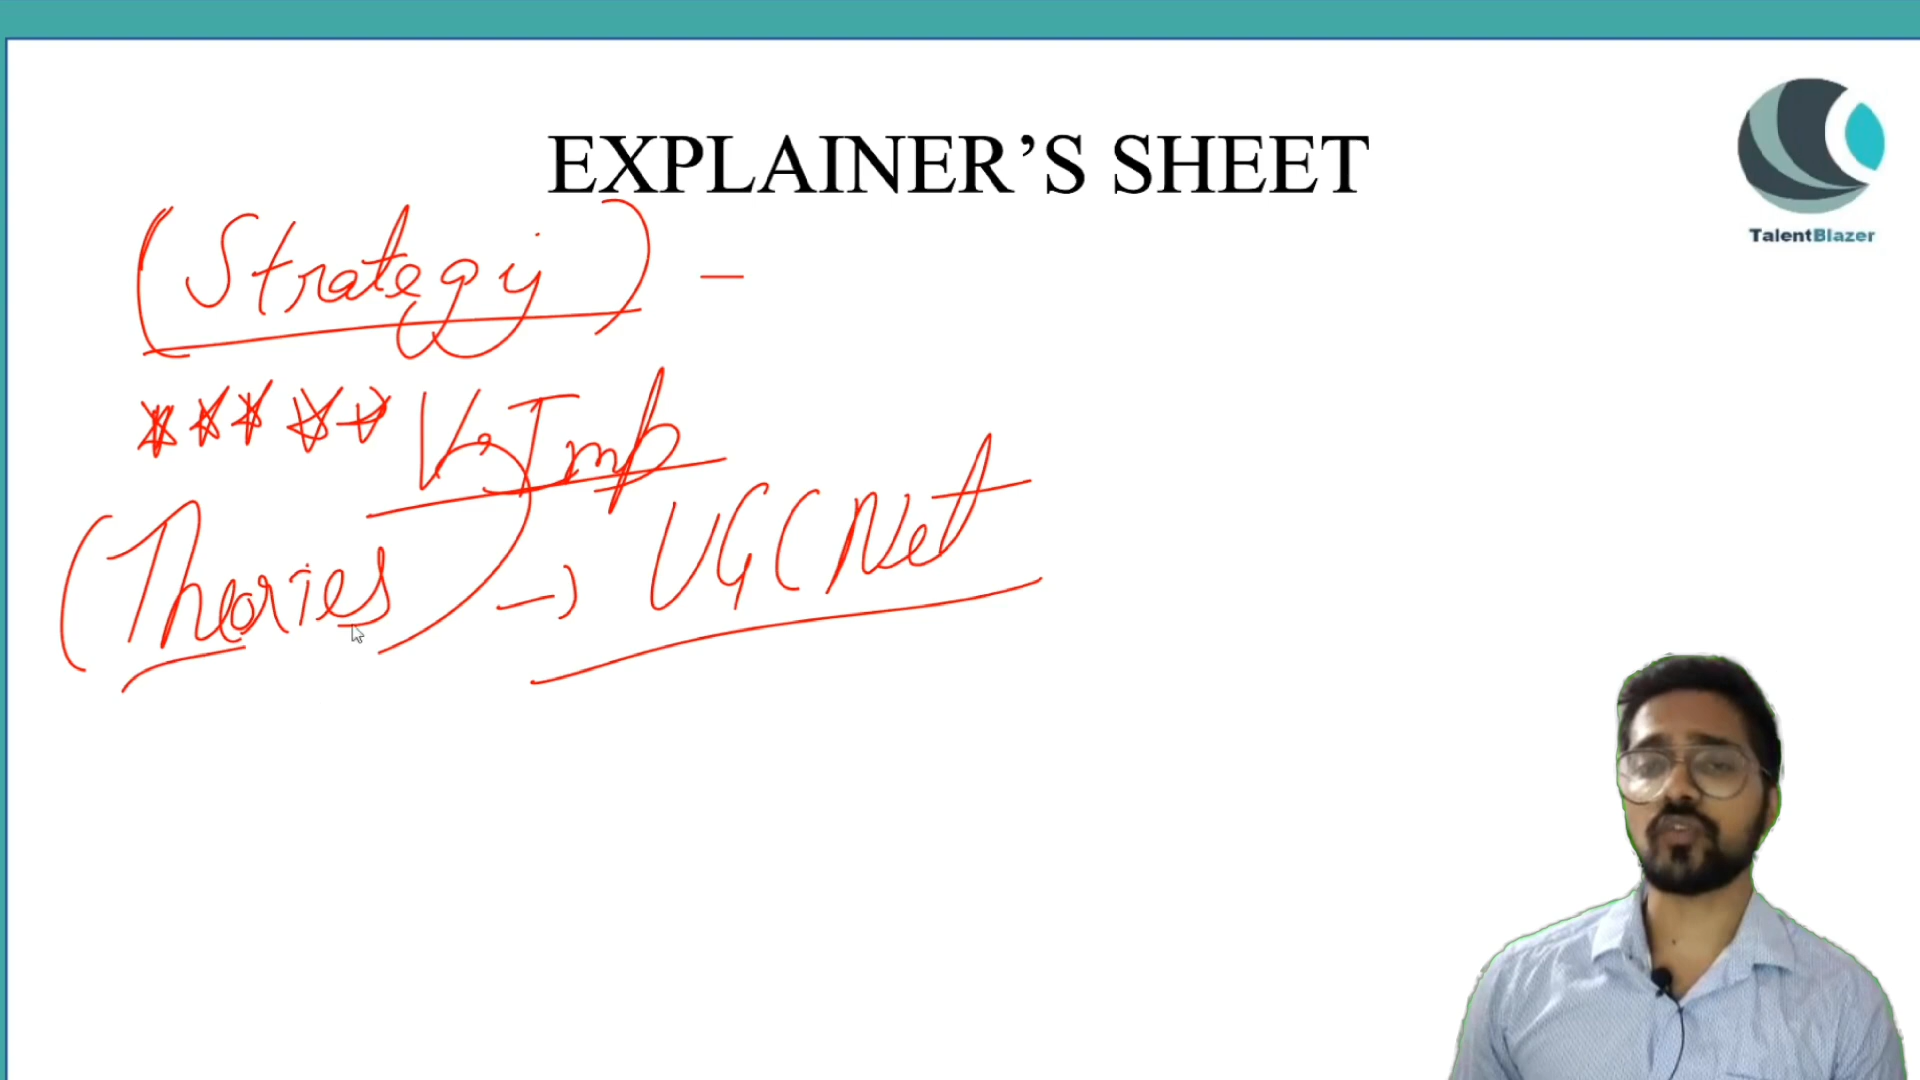 EXPLAINER’S SHEET
TalentBlazer
(Strategy) -
***** V. Imp
(Theories) → UGC Net